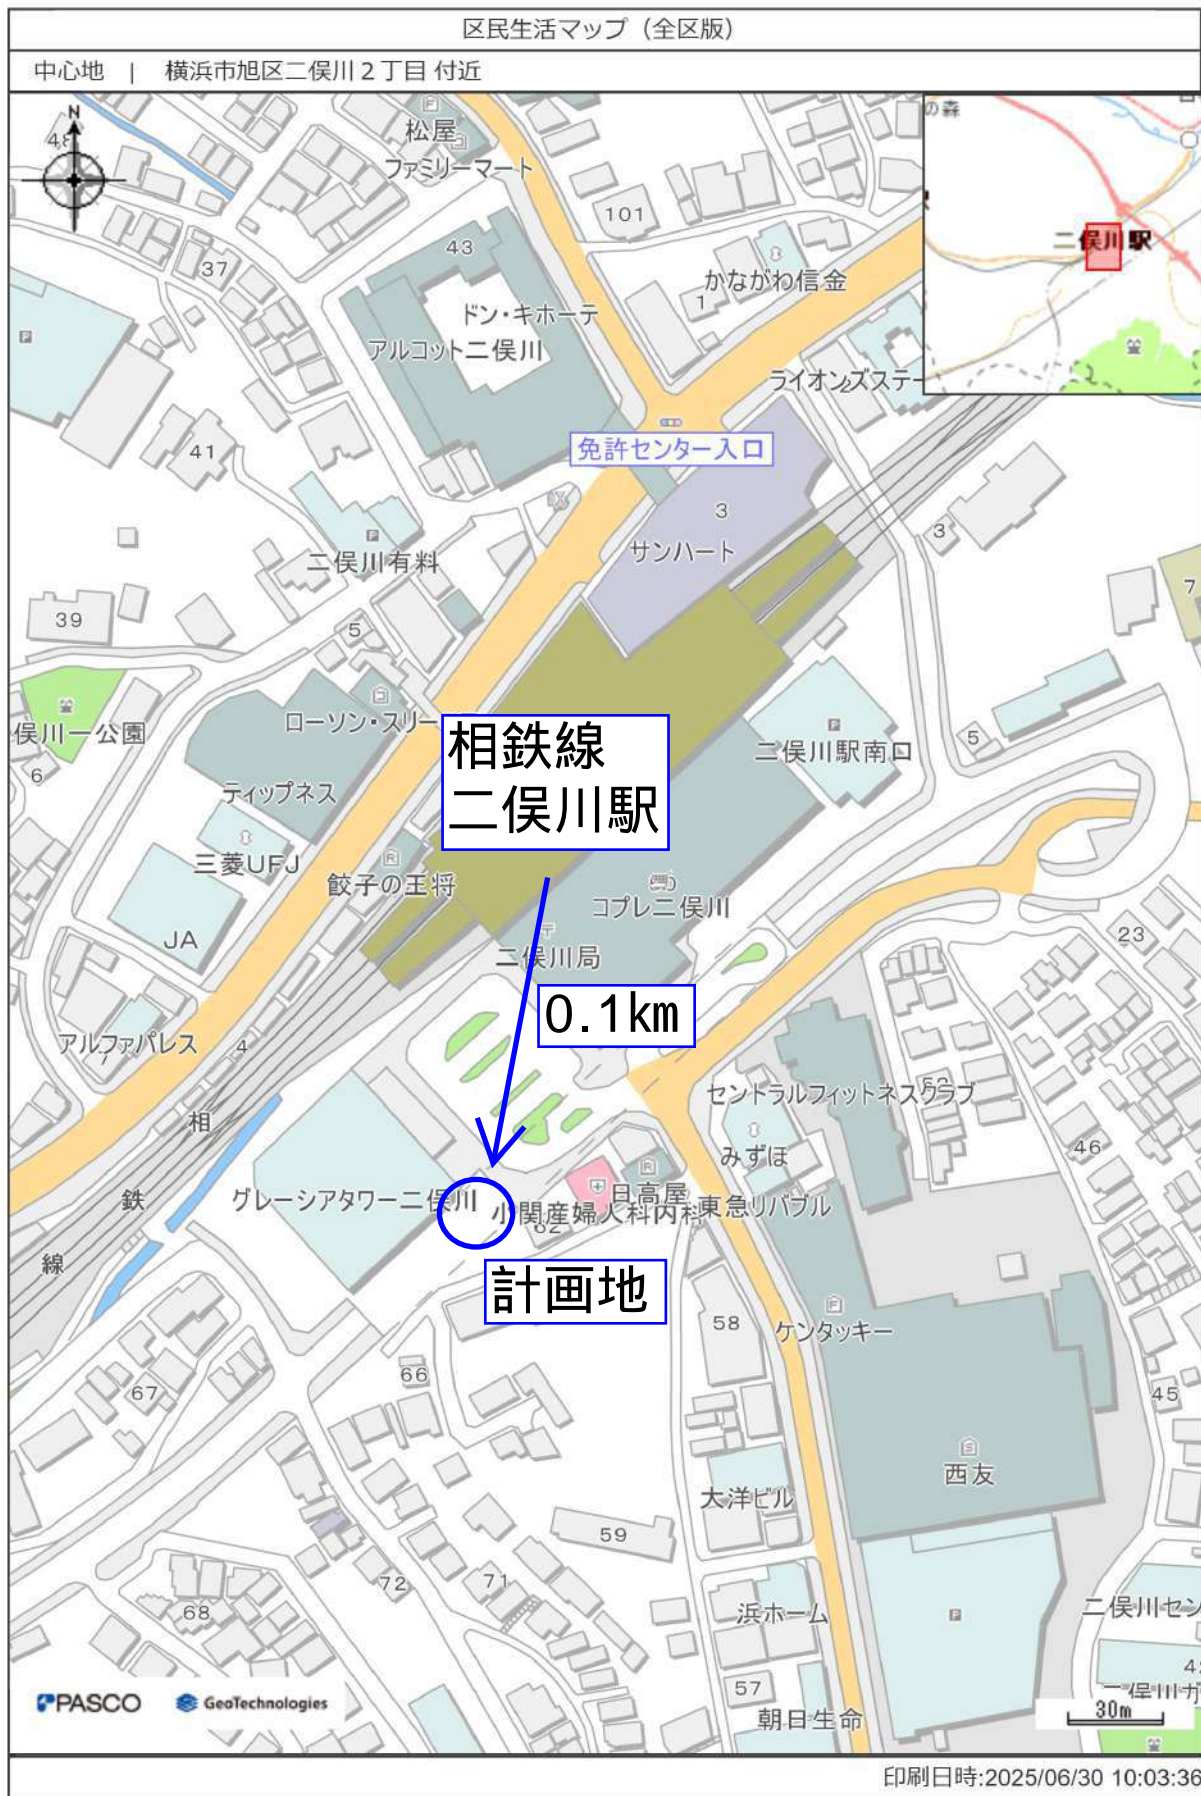 区民生活マップ（全区版）
中心地 | 横浜市旭区二俣川２丁目 付近
N
48
松屋
ファミリーマート
の森
二俣川駅
101
43
37
かながわ信金
1
ドン・キホーテ
アルコット二俣川
ライオンズステー
2
免許センター入口
41
3
サンハート
3
二俣川有料
7
39
5
俣川一公園
ローソン・スリー
相鉄線
二俣川駅
二俣川駅南口
5
6
ティップネス
三菱UFJ
餃子の王将
コプレ二俣川
JA
二俣川局
23
0.1km
アルファパレス
7
4
相
セントラルフィットネスクラブ
52
みずほ
46
鉄
グレーシアタワー二俣川
日高屋
小関産婦人科内科
東急リバブル
62
線
計画地
58
ケンタッキー
66
67
45
西友
大洋ビル
59
72
71
68
浜ホーム
二俣川セン
57
朝日生命
PASCO
GeoTechnologies
30m
印刷日時:2025/06/30 10:03:36